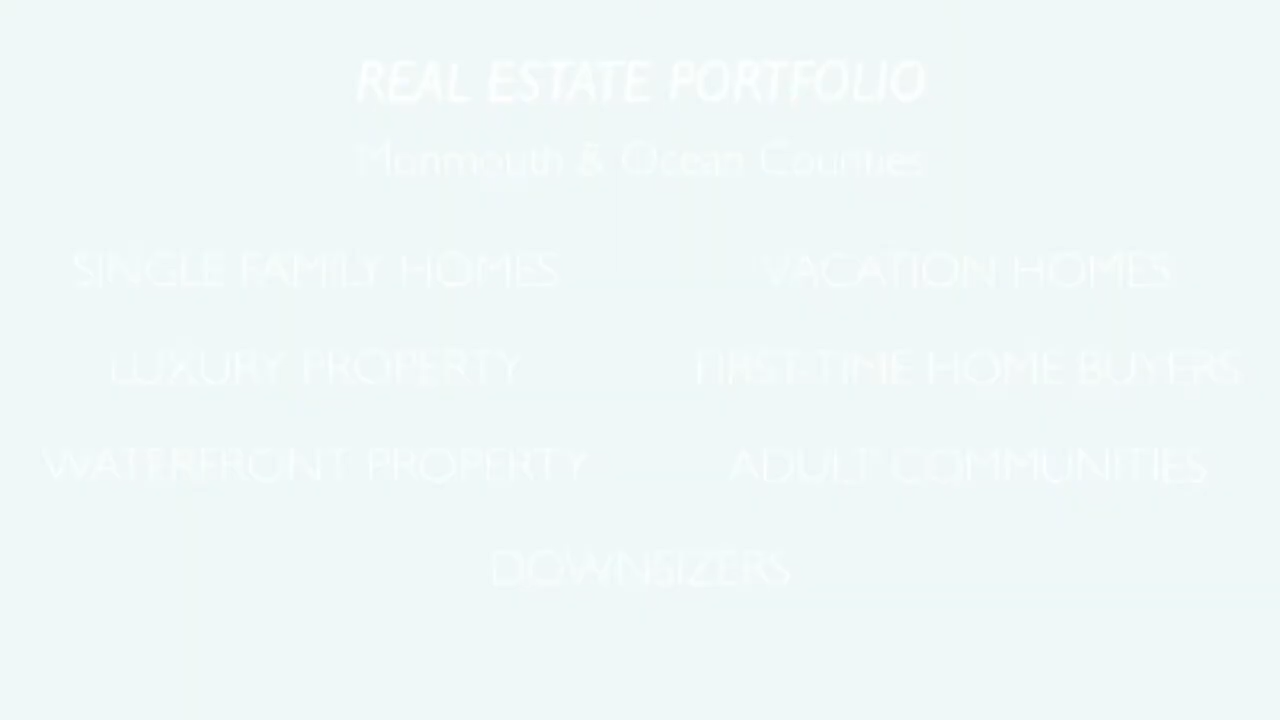 REAL ESTATE PORTFOLIO
Monmouth & Ocean Counties
SINGLE FAMILY HOMES
VACATION HOMES
LUXURY PROPERTY
FIRST-TIME HOME BUYERS
WATERFRONT PROPERTY
ADULT COMMUNITIES
DOWNSIZERS